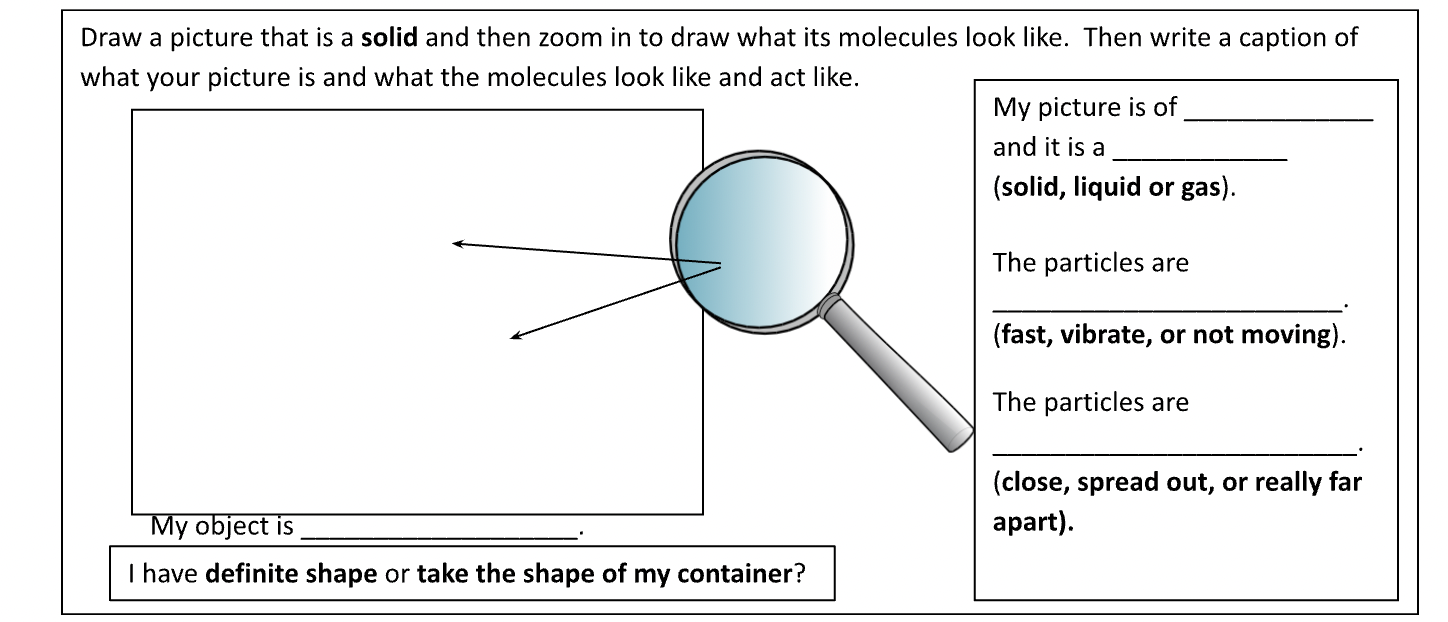 Draw a picture that is a solid and then zoom in to draw what its molecules look like.  Then write a caption of
what your picture is and what the molecules look like and act like.
My object is ___________________.
I have definite shape or take the shape of my container?
My picture is of _____________
and it is a ____________
(solid, liquid or gas).
The particles are
________________________.
(fast, vibrate, or not moving).
The particles are
_________________________.
(close, spread out, or really far
apart).